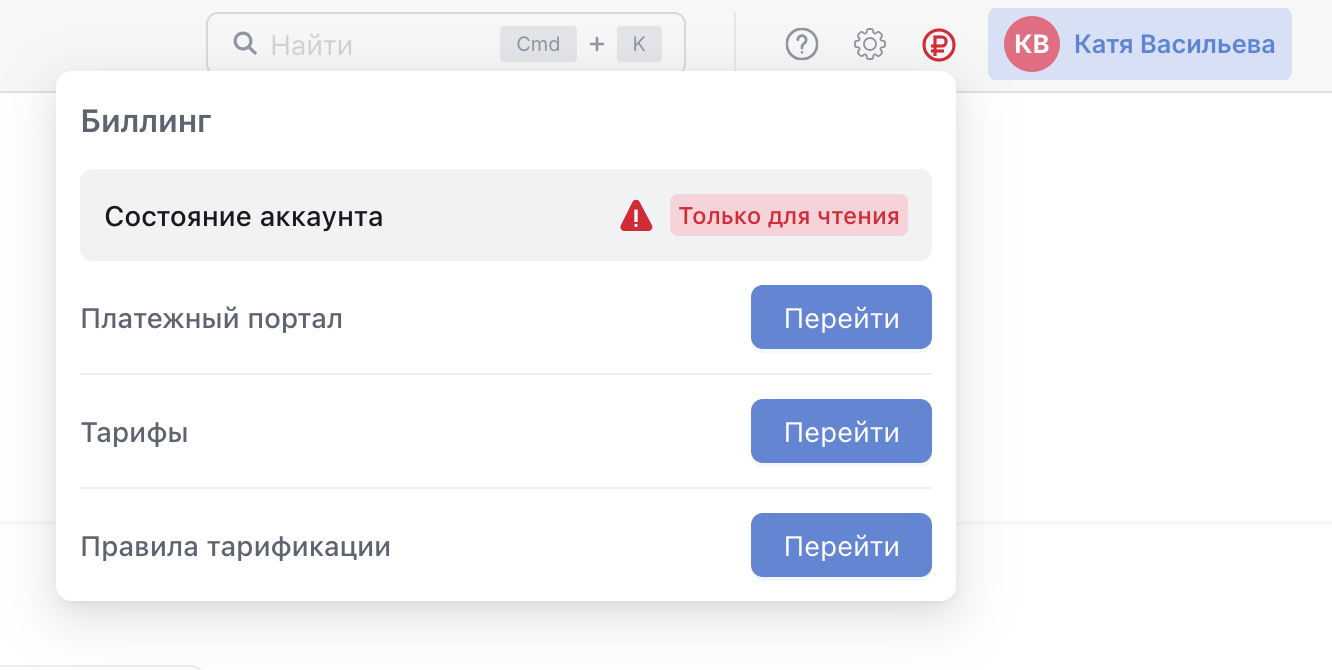 Найти Cmd + K КВ Катя Васильева
Биллинг
Состояние аккаунта Только для чтения
Платежный портал Перейти
Тарифы Перейти
Правила тарификации Перейти